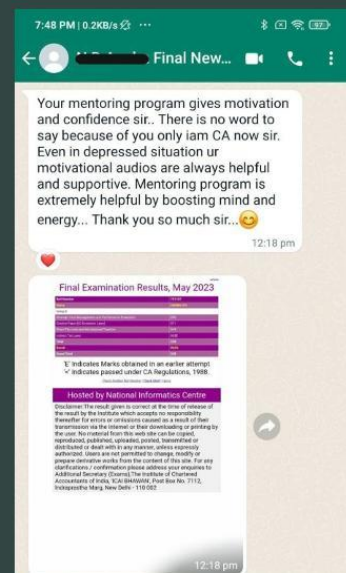 7:48 PM | 0.2KB/s
97
Final New...
Your mentoring program gives motivation
and confidence sir.. There is no word to
say because of you only iam CA now sir.
Even in depressed situation ur
motivational audios are always helpful
and supportive. Mentoring program is
extremely helpful by boosting mind and
energy... Thank you so much sir...😊
12:18 pm
Final Examination Results, May 2023
'E' Indicates Marks obtained in an earlier attempt.
indicates passed under CA Regulations, 1988.
Hosted by National Informatics Centre
Disclaimer:The result given is correct at the time of release of
the result by the Institute which accepts no responsibility
thereafter for errors or omissions caused as a result of their
transmission via the internet or their downloading or printing by
the user. No material from this web site can be copied,
reproduced, published, uploaded, posted, transmitted or
distributed or dealt with in any manner, unless expressly
authorized. Users are not permitted to change, modify or
prepare derivative works from the content of this site. For any
clarifications / confirmation please address your enquiries to
Additional Secretary (Exams),The Institute of Chartered
Accountants of India, 'ICAI BHAWAN', Post Box No. 7112,
Indraprastha Marg, New Delhi - 110 002
12:18 pm